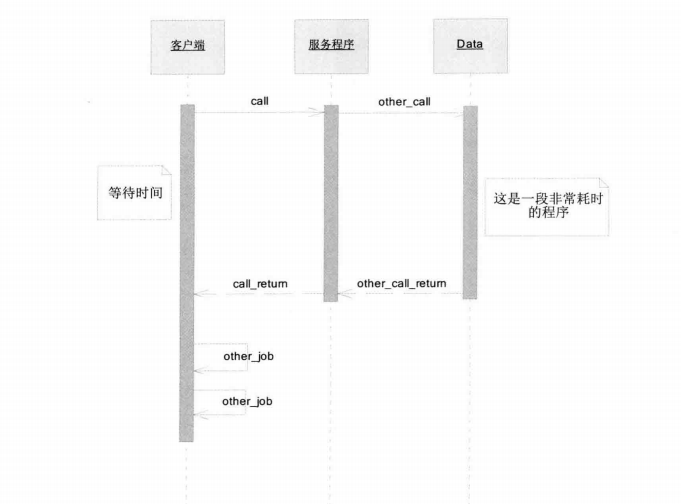 客户端
服务程序
Data
call
other_call
等待时间
这是一段非常耗时
的程序
call_return
other_call_return
other_job
other_job